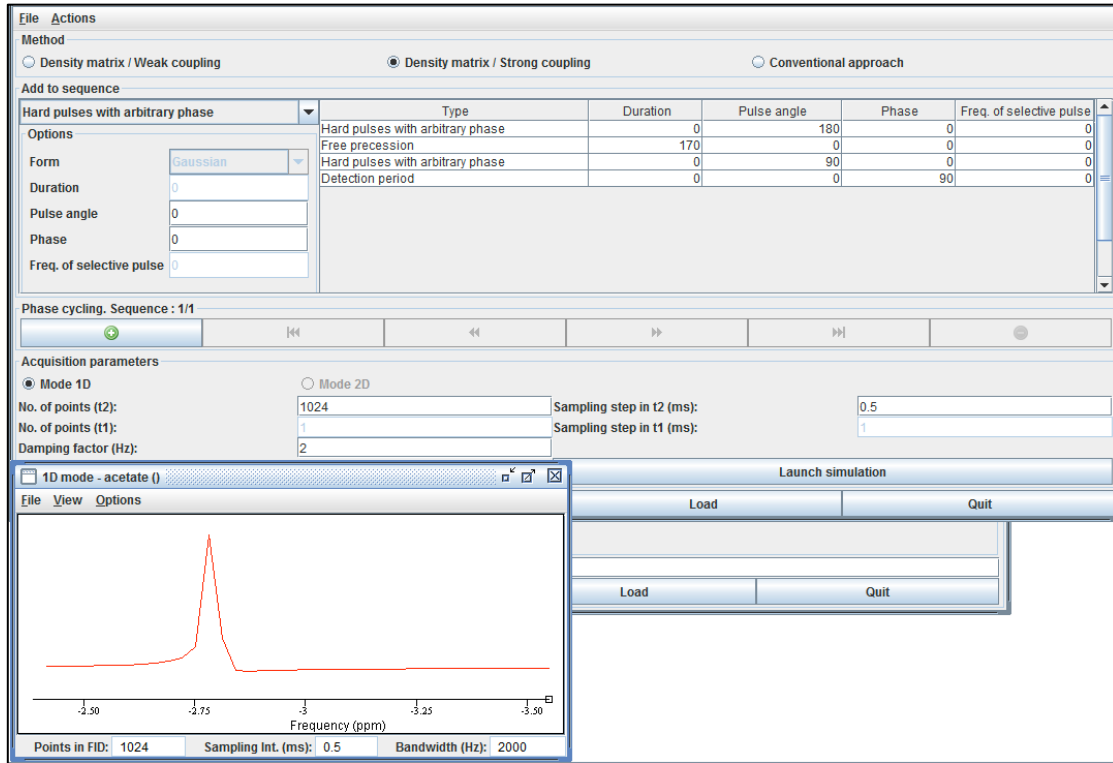 File Actions
Method
Density matrix / Weak coupling Density matrix / Strong coupling Conventional approach
Add to sequence
Hard pulses with arbitrary phase
Options
Form Gaussian
Duration 0
Pulse angle 0
Phase 0
Freq. of selective pulse 0
Type Duration Pulse angle Phase Freq. of selective pulse
Hard pulses with arbitrary phase 0 180 0 0
Free precession 170 0 0 0
Hard pulses with arbitrary phase 0 90 0 0
Detection period 0 0 90 0
Phase cycling. Sequence : 1/1
Acquisition parameters
Mode 1D Mode 2D
No. of points (t2): 1024 Sampling step in t2 (ms): 0.5
No. of points (t1): 1 Sampling step in t1 (ms): 1
Damping factor (Hz): 2
Launch simulation
Load Quit
Load Quit
1D mode - acetate ()
File View Options
-2.50 -2.75 -3 -3.25 -3.50
Frequency (ppm)
Points in FID: 1024 Sampling Int. (ms): 0.5 Bandwidth (Hz): 2000